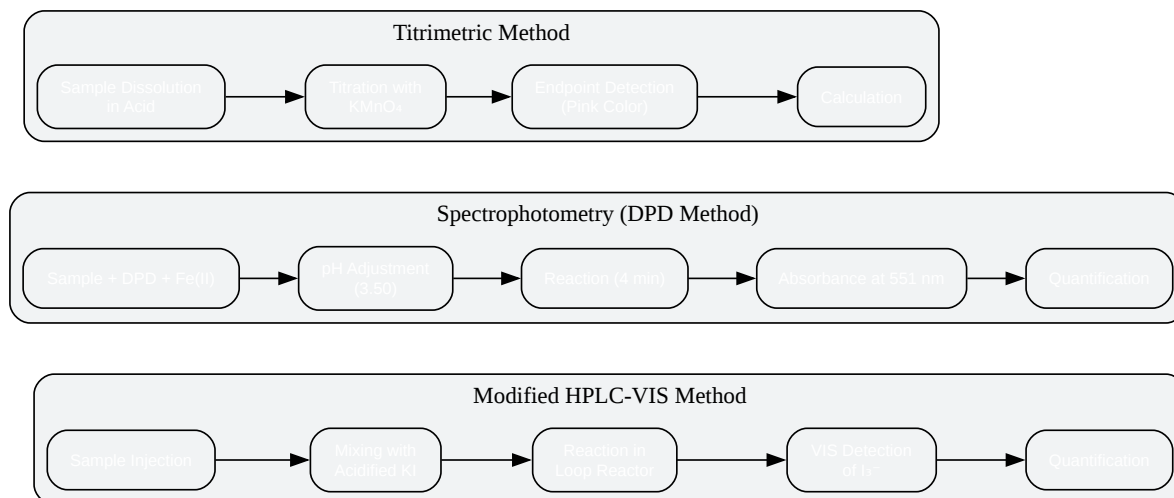 Titrimetric Method
Sample Dissolution
in Acid
Titration with
KMnO₄
Endpoint Detection
(Pink Color)
Calculation
Spectrophotometry (DPD Method)
Sample + DPD + Fe(II)
pH Adjustment
(3.50)
Reaction (4 min)
Absorbance at 551 nm
Quantification
Modified HPLC-VIS Method
Sample Injection
Mixing with
Acidified KI
Reaction in
Loop Reactor
VIS Detection
of I₃⁻
Quantification